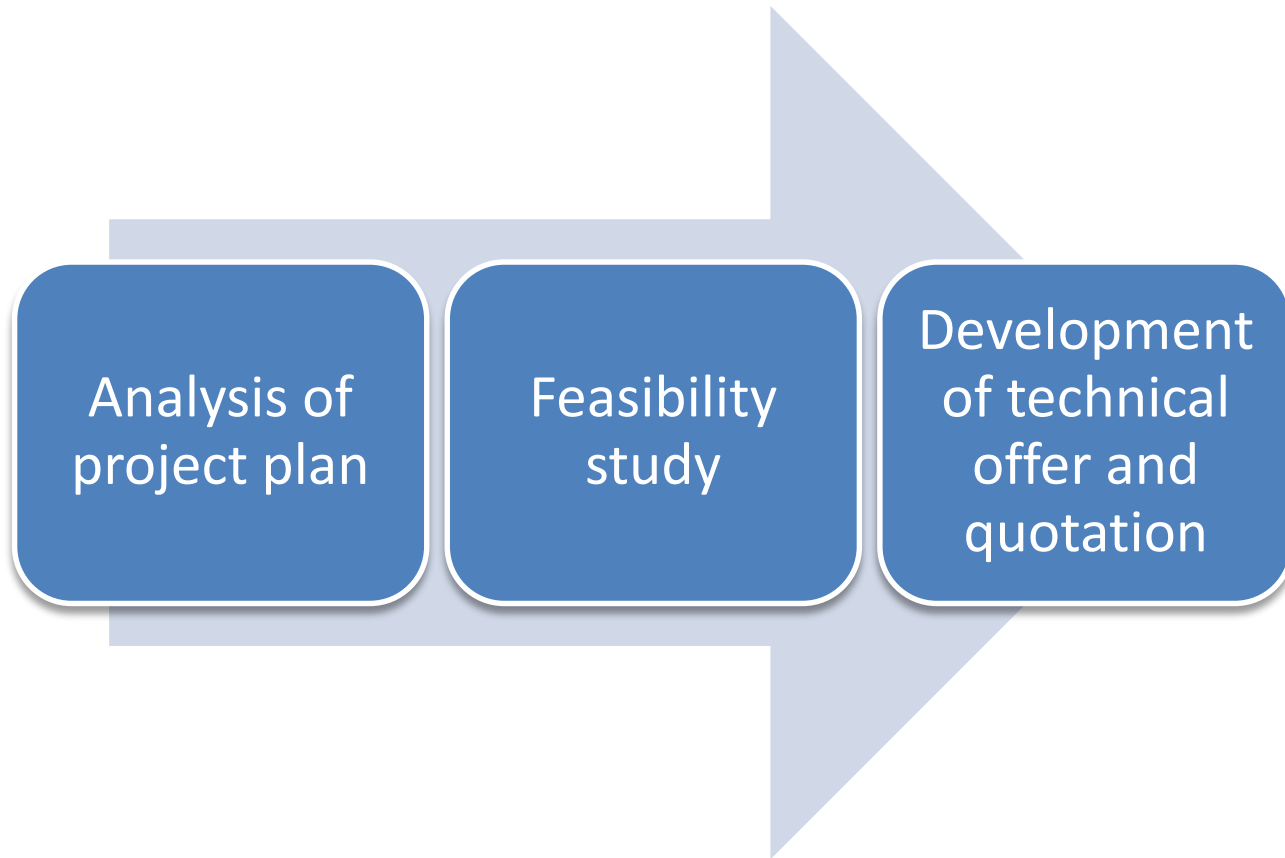 Analysis of
project plan
Feasibility
study
Development
of technical
offer and
quotation